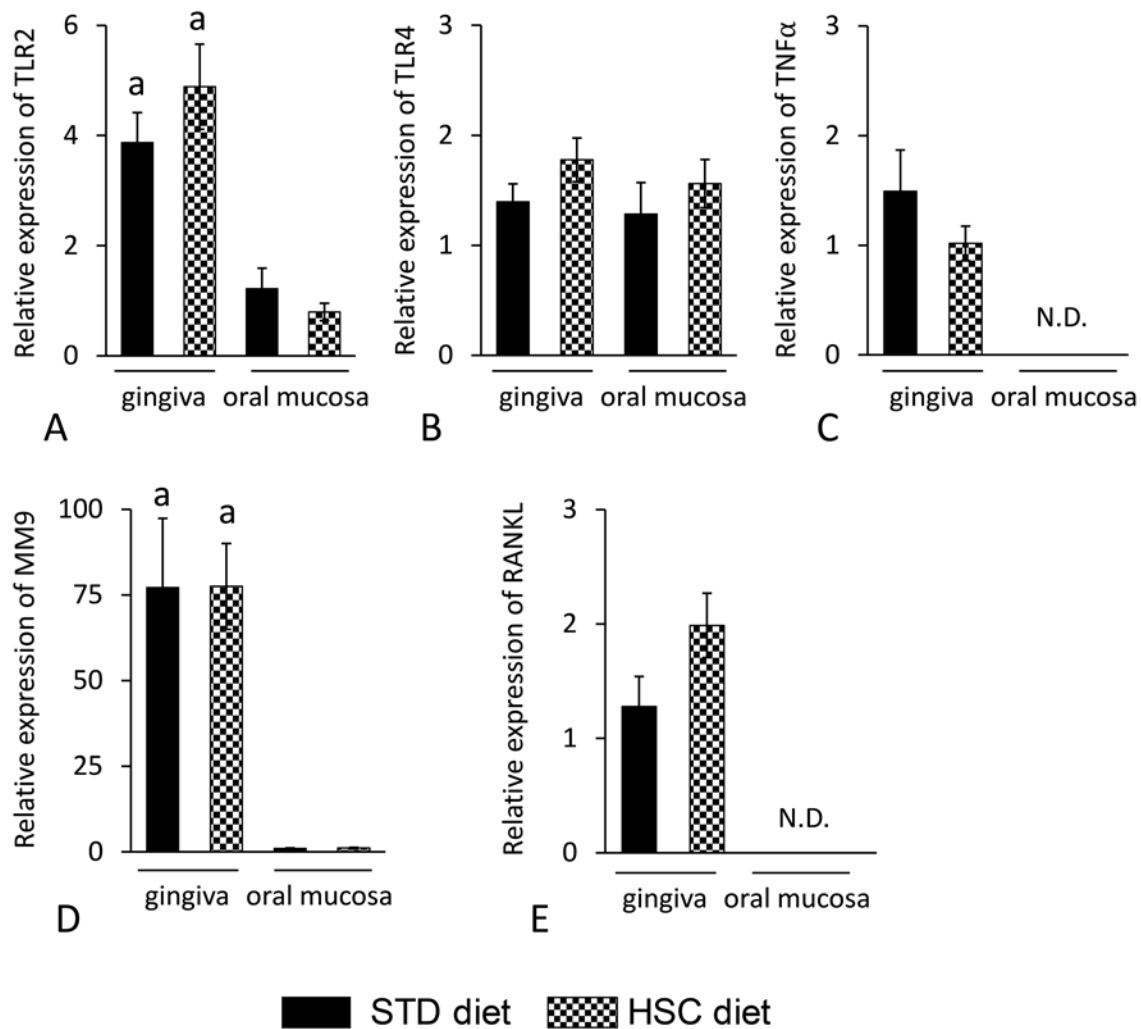 Relative expression of TLR2
6
4
2
0
a
a
gingiva oral mucosa
A
Relative expression of TLR4
3
2
1
0
gingiva oral mucosa
B
Relative expression of TNFα
3
2
1
0
N.D.
gingiva oral mucosa
C
Relative expression of MM9
100
75
50
25
0
a
a
gingiva oral mucosa
D
Relative expression of RANKL
3
2
1
0
N.D.
gingiva oral mucosa
E
STD diet HSC diet